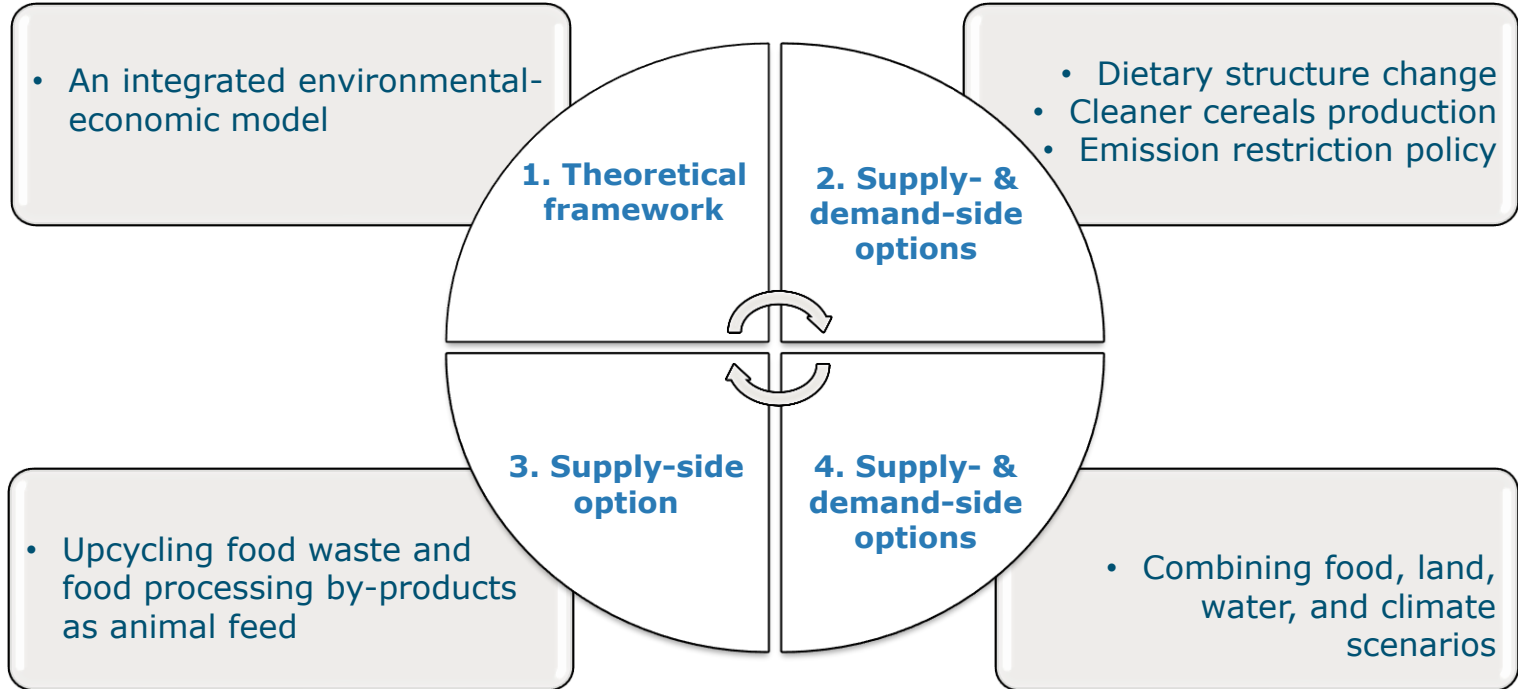 • An integrated environmental-
economic model
1. Theoretical
framework
2. Supply- &
demand-side
options
• Dietary structure change
• Cleaner cereals production
• Emission restriction policy
3. Supply-side
option
• Upcycling food waste and
food processing by-products
as animal feed
4. Supply- &
demand-side
options
• Combining food, land,
water, and climate
scenarios